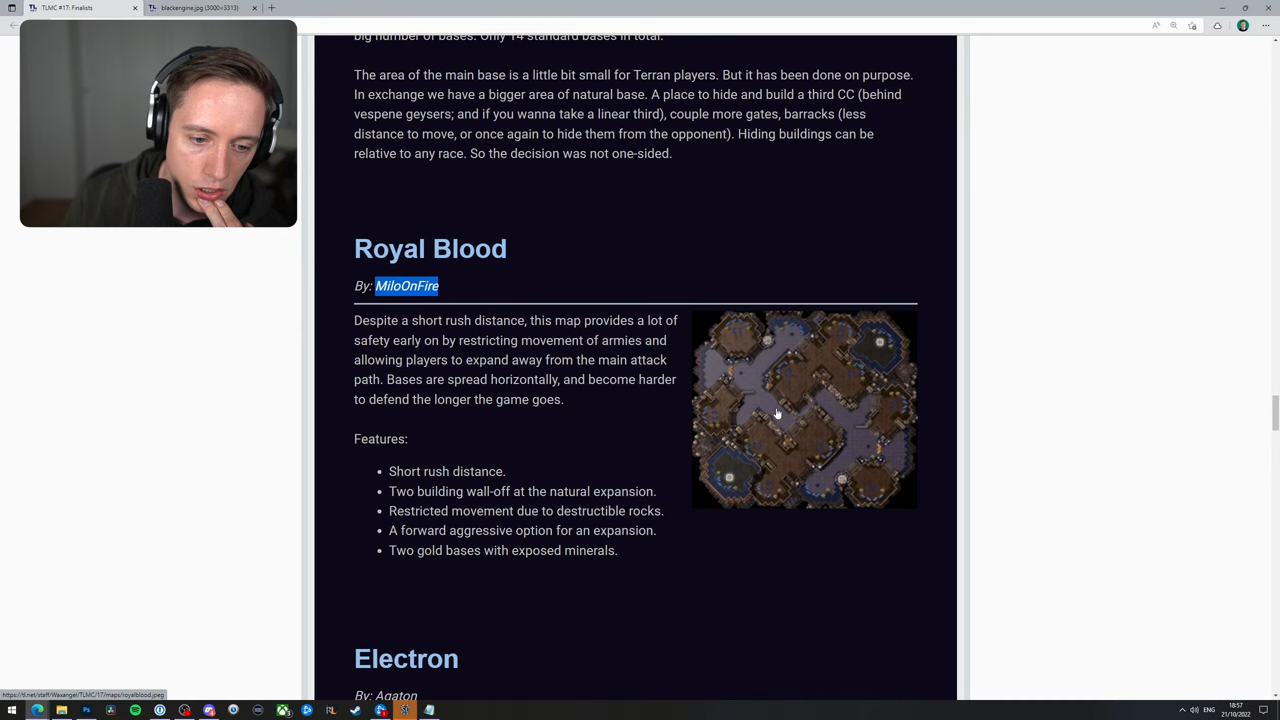 TLMC #17: Finalists
blackengine.jpg (3000×3313)
big number of bases. Only 14 standard bases in total.
The area of the main base is a little bit small for Terran players. But it has been done on purpose.
In exchange we have a bigger area of natural base. A place to hide and build a third CC (behind
vespene geysers; and if you wanna take a linear third), couple more gates, barracks (less
distance to move, or once again to hide them from the opponent). Hiding buildings can be
relative to any race. So the decision was not one-sided.
Royal Blood
By: MiloOnFire
Despite a short rush distance, this map provides a lot of
safety early on by restricting movement of armies and
allowing players to expand away from the main attack
path. Bases are spread horizontally, and become harder
to defend the longer the game goes.
Features:
Short rush distance.
Two building wall-off at the natural expansion.
Restricted movement due to destructible rocks.
A forward aggressive option for an expansion.
Two gold bases with exposed minerals.
Electron
By: Agaton
https://tl.net/staff/Waxangel/TLMC/17/maps/royalblood.jpeg
ENG
18:57
21/10/2022